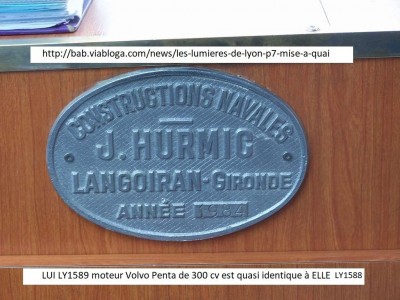 http://bab.viabloga.com/news/les-lumieres-de-lyon-p7-mise-a-quai
CONSTRUCTIONS NAVALES
J. HURMIC
LANGOIRAN-GIRONDE
ANNÉE
LUI LY1589 moteur Volvo Penta de 300 cv est quasi identique à ELLE LY1588